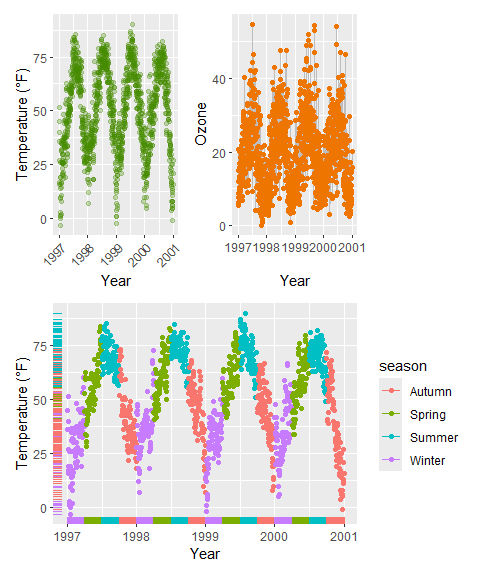 Temperature (°F)
75
50
25
0
1997
1998
1999
2000
2001
Year
Ozone
40
20
0
1997
1998
1999
2000
2001
Year
Temperature (°F)
75
50
25
0
1997
1998
1999
2000
2001
Year
season
Autumn
Spring
Summer
Winter